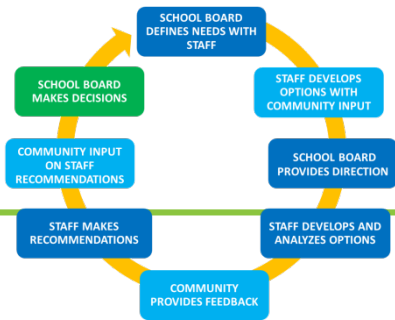 SCHOOL BOARD
DEFINES NEEDS WITH
STAFF
STAFF DEVELOPS
OPTIONS WITH
COMMUNITY INPUT
SCHOOL BOARD
PROVIDES DIRECTION
STAFF DEVELOPS AND
ANALYZES OPTIONS
COMMUNITY
PROVIDES FEEDBACK
STAFF MAKES
RECOMMENDATIONS
COMMUNITY INPUT
ON STAFF
RECOMMENDATIONS
SCHOOL BOARD
MAKES DECISIONS